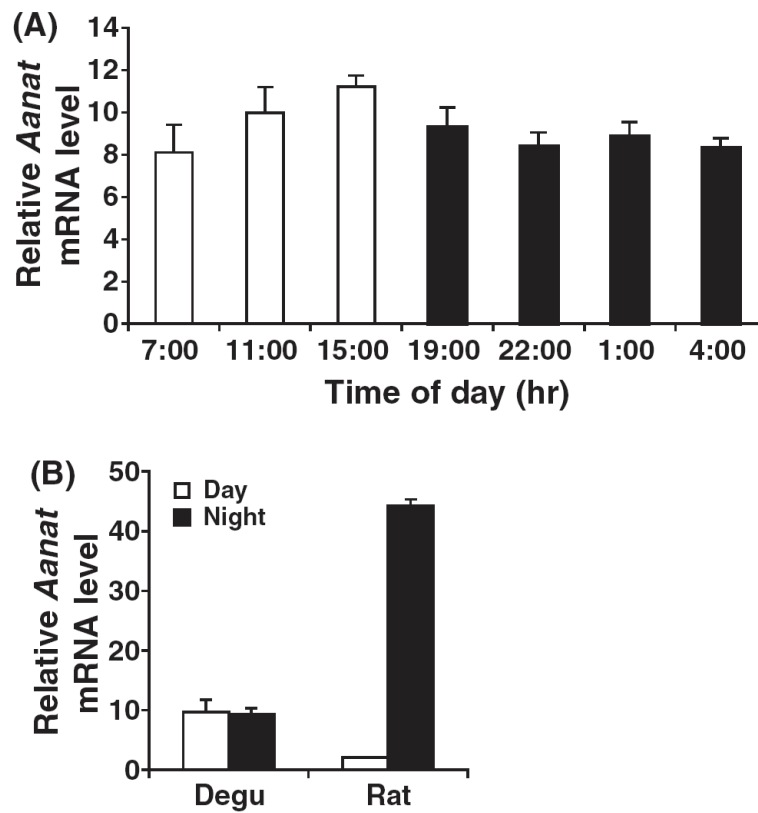 (A)
Relative Aanat
mRNA level
14
12
10
8
6
4
2
0
7:00 11:00 15:00 19:00 22:00 1:00 4:00
Time of day (hr)
(B)
Relative Aanat
mRNA level
50
40
30
20
10
0
Day
Night
Degu Rat